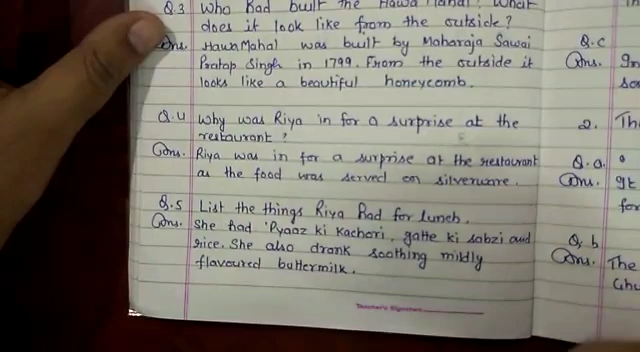 Q.3 Who had built the Hawa Mahal? What
does it look like from the outside?
Ans. Hawa Mahal was built by Maharaja Sawai
Pratap Singh in 1799. From the outside it
looks like a beautiful honeycomb.
Q.4 Why was Riya in for a surprise at the
restaurant?
Ans. Riya was in for a surprise at the restaurant
as the food was served on silverware.
Q.5 List the things Riya had for lunch.
Ans. She had 'Pyaaz ki Kachori, gatte ki sabzi and
rice. She also drank soothing mildly
flavoured buttermilk.
Teacher's Signature
Q.c
Ans.
2. Th
Q.a.
Ans. It
for
Q.b
Ans. The